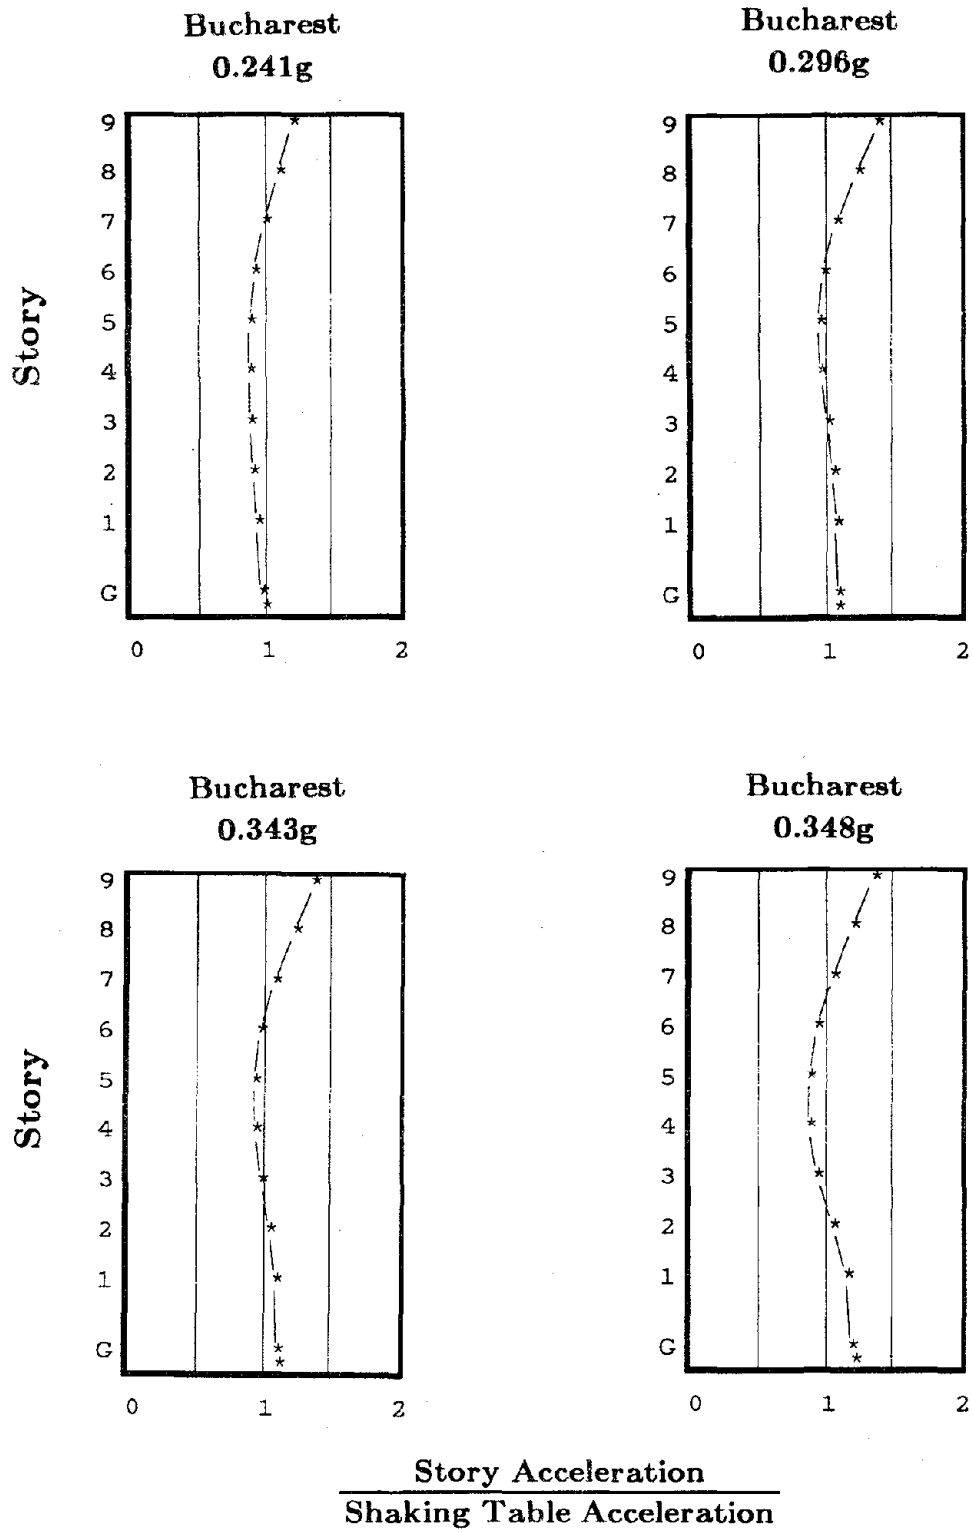 Bucharest
0.241g
9
8
7
6
5
4
3
2
1
G
0 1 2
Story
Bucharest
0.296g
9
8
7
6
5
4
3
2
1
G
0 1 2
Bucharest
0.343g
9
8
7
6
5
4
3
2
1
G
0 1 2
Story
Bucharest
0.348g
9
8
7
6
5
4
3
2
1
G
0 1 2
Story Acceleration
Shaking Table Acceleration